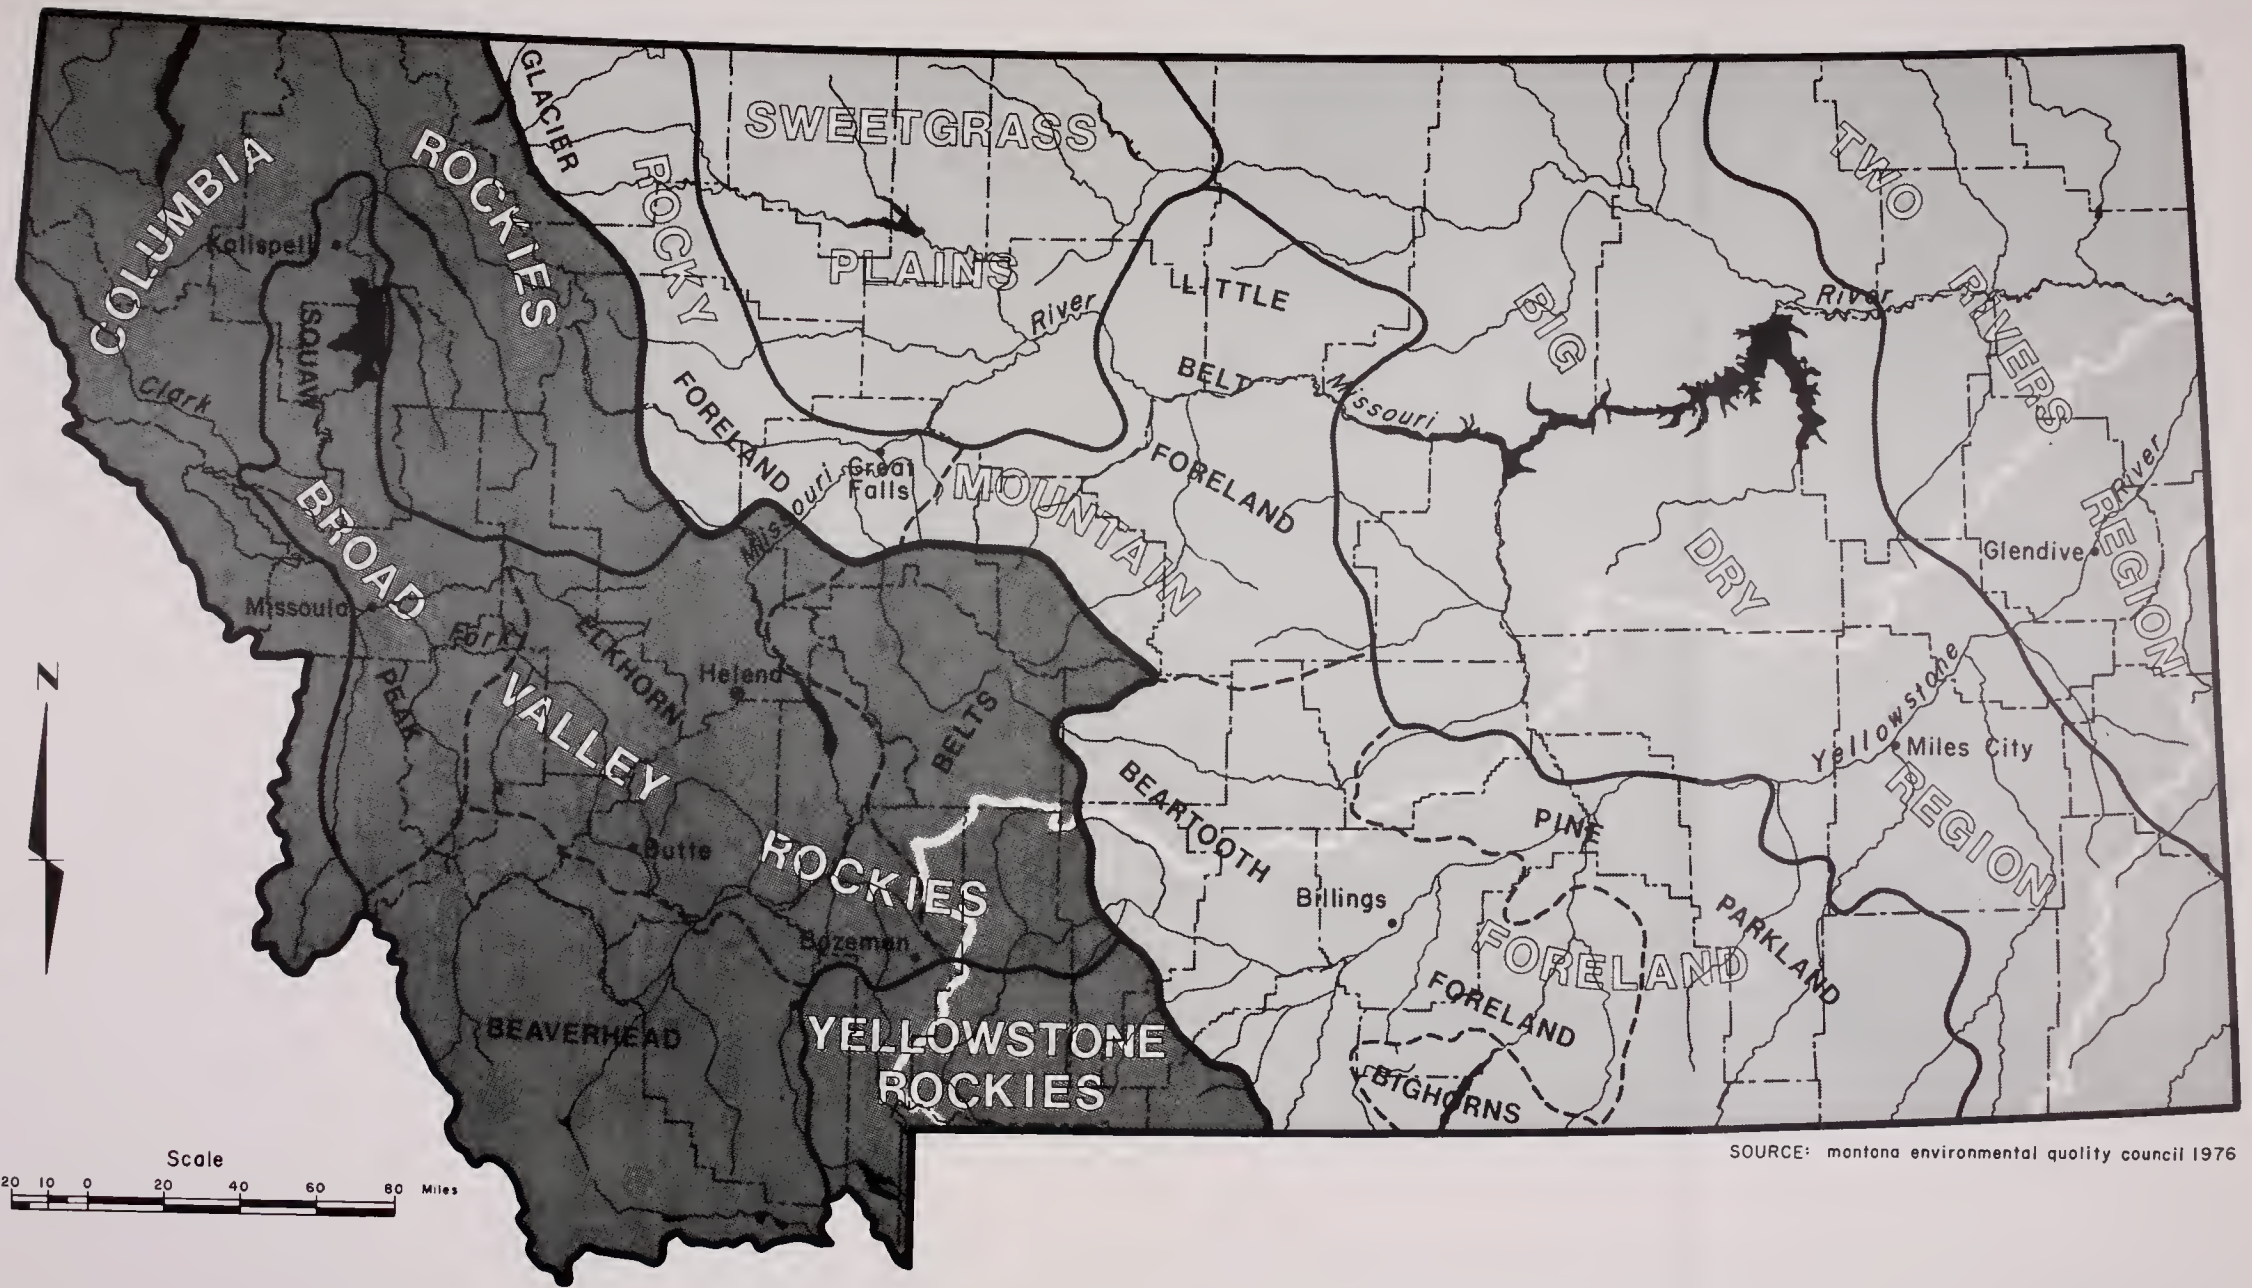 SWEETGRASS
PLAINS
GLACIER
ROCKY
FORELAND
MOUNTAIN
FORELAND
COLUMBIA
ROCKIES
Kalispell
SQUAW
PEAK
Clark
Fork
BROAD
VALLEY
ROCKIES
Missoula
ELKHORN
Helena
BELTS
Butte
Bozeman
BEAVERHEAD
YELLOWSTONE
ROCKIES
Missouri
Great
Falls
River
LITTLE
BELT
FORELAND
Missouri
River
BIG
DRY
REGION
TWO
RIVERS
REGION
River
Glendive
Yellowstone
Miles City
BEARTOOTH
FORELAND
Billings
PINE
PARKLAND
BIGHORNS
N
Scale
20 10 0 20 40 60 80 Miles
SOURCE: montana environmental quality council 1976